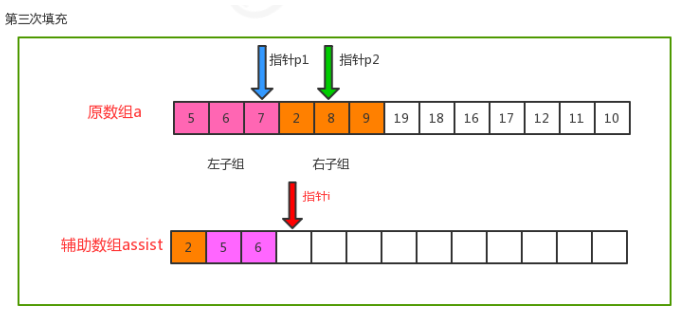 第三次填充
指针p1 指针p2
原数组a 5 6 7 2 8 9 19 18 16 17 12 11 10
左子组 右子组
指针i
辅助数组assist 2 5 6